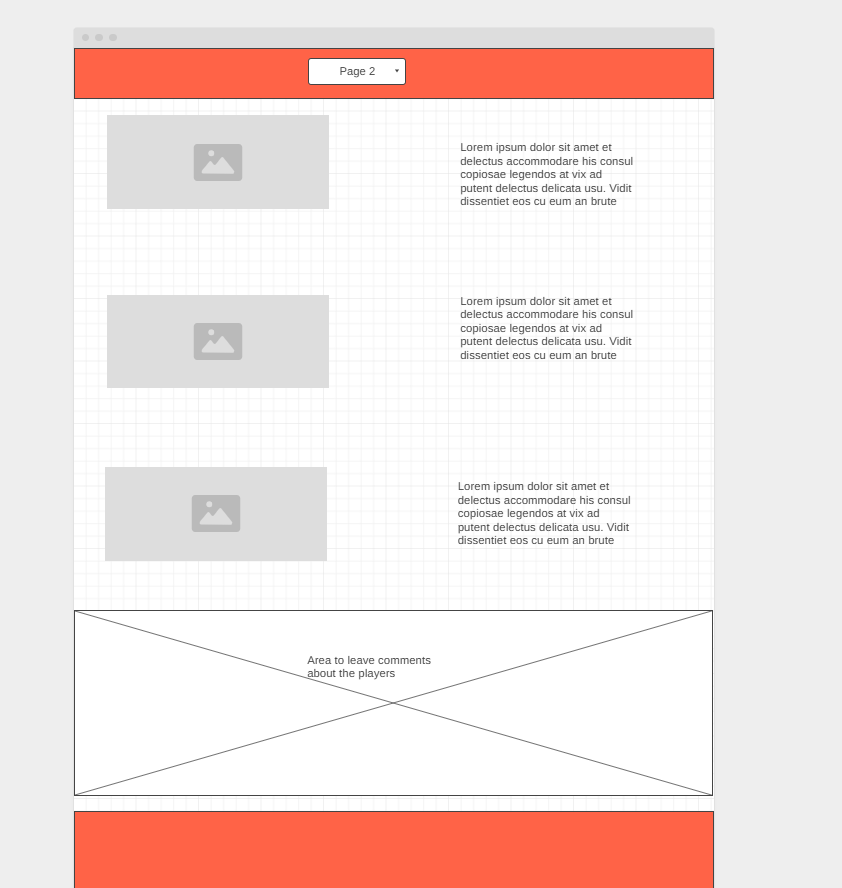 Page 2
Lorem ipsum dolor sit amet et
delectus accommodare his consul
copiosae legendos at vix ad
putent delectus delicata usu. Vidit
dissentiet eos cu eum an brute
Lorem ipsum dolor sit amet et
delectus accommodare his consul
copiosae legendos at vix ad
putent delectus delicata usu. Vidit
dissentiet eos cu eum an brute
Lorem ipsum dolor sit amet et
delectus accommodare his consul
copiosae legendos at vix ad
putent delectus delicata usu. Vidit
dissentiet eos cu eum an brute
Area to leave comments
about the players